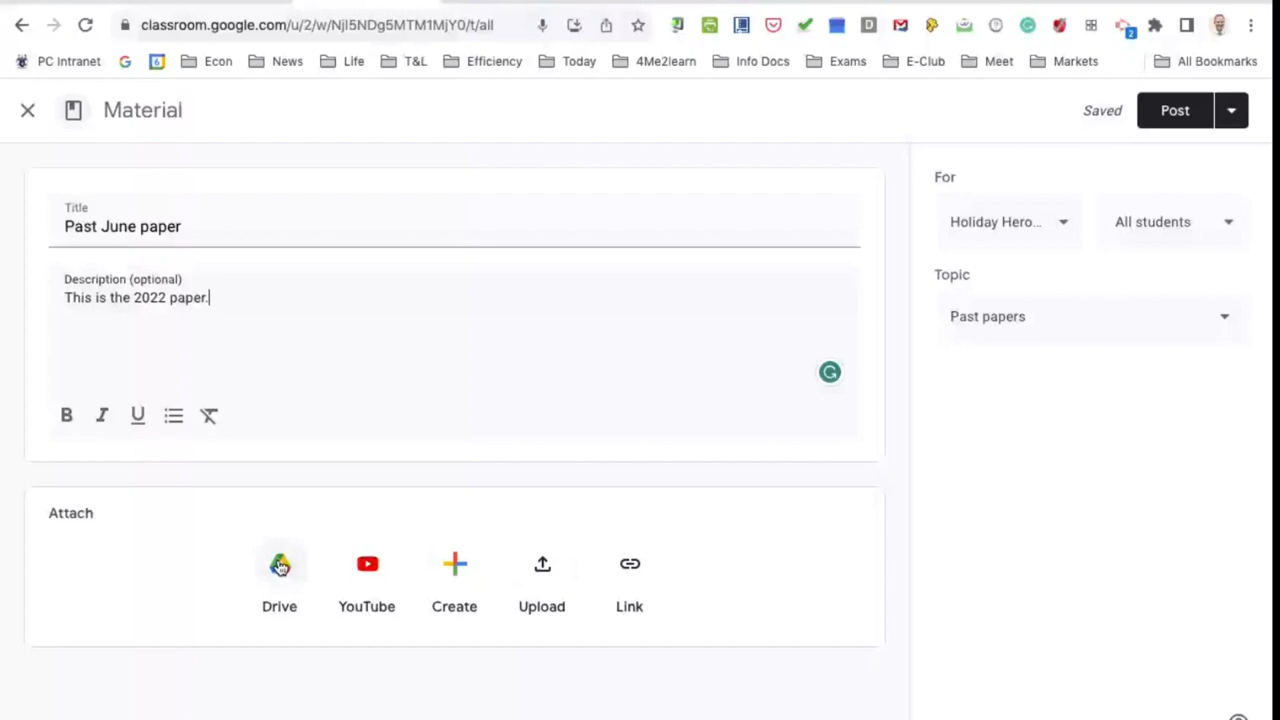 classroom.google.com/u/2/w/NjI5NDg5MTM1MjY0/t/all
2
PC Intranet
6
Econ
News
Life
T&L
Efficiency
Today
4Me2learn
Info Docs
Exams
E-Club
Meet
Markets
All Bookmarks
Material
Saved
Post
Title
Past June paper
Description (optional)
This is the 2022 paper.
B I U
For
Holiday Hero...
All students
Topic
Past papers
Attach
Drive
YouTube
Create
Upload
Link